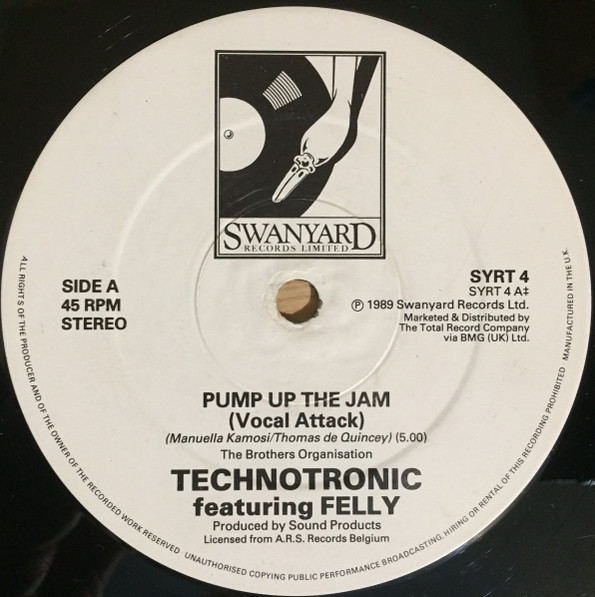 SWANYARD
RECORDS LIMITED
SIDE A
45 RPM
STEREO
SYRT 4
SYRT 4 A‡
Ⓟ 1989 Swanyard Records Ltd.
Marketed & Distributed by
The Total Record Company
via BMG (UK) Ltd.
PUMP UP THE JAM
(Vocal Attack)
(Manuella Kamosi/Thomas de Quincey) (5.00)
The Brothers Organisation
TECHNOTRONIC
featuring FELLY
Produced by Sound Products
Licensed from A.R.S. Records Belgium
ALL RIGHTS OF THE PRODUCER AND OF THE OWNER OF THE RECORDED WORK RESERVED UNAUTHORISED COPYING PUBLIC PERFORMANCE BROADCASTING, HIRING OR RENTAL OF THIS RECORDING PROHIBITED MANUFACTURED IN THE U.K.